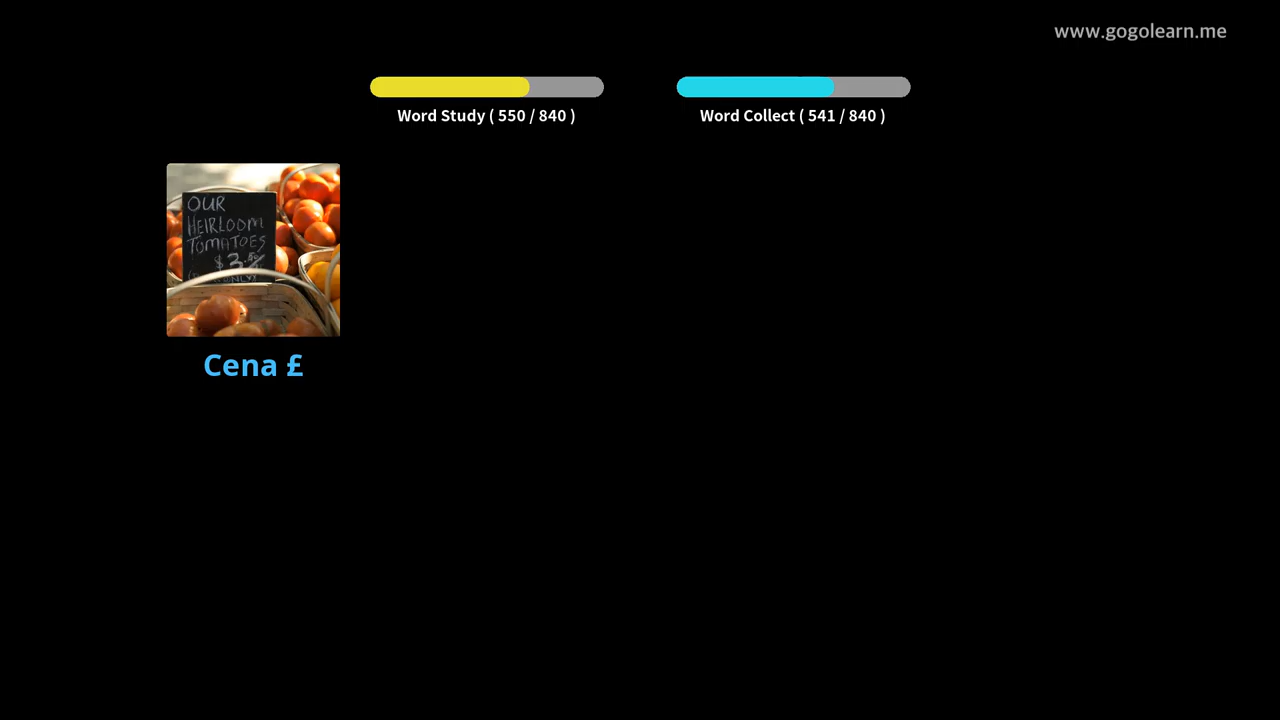 www.gogolearn.me
Word Study ( 550 / 840 )
Word Collect ( 541 / 840 )
OUR
HEIRLOOM
TOMATOES
Cena £